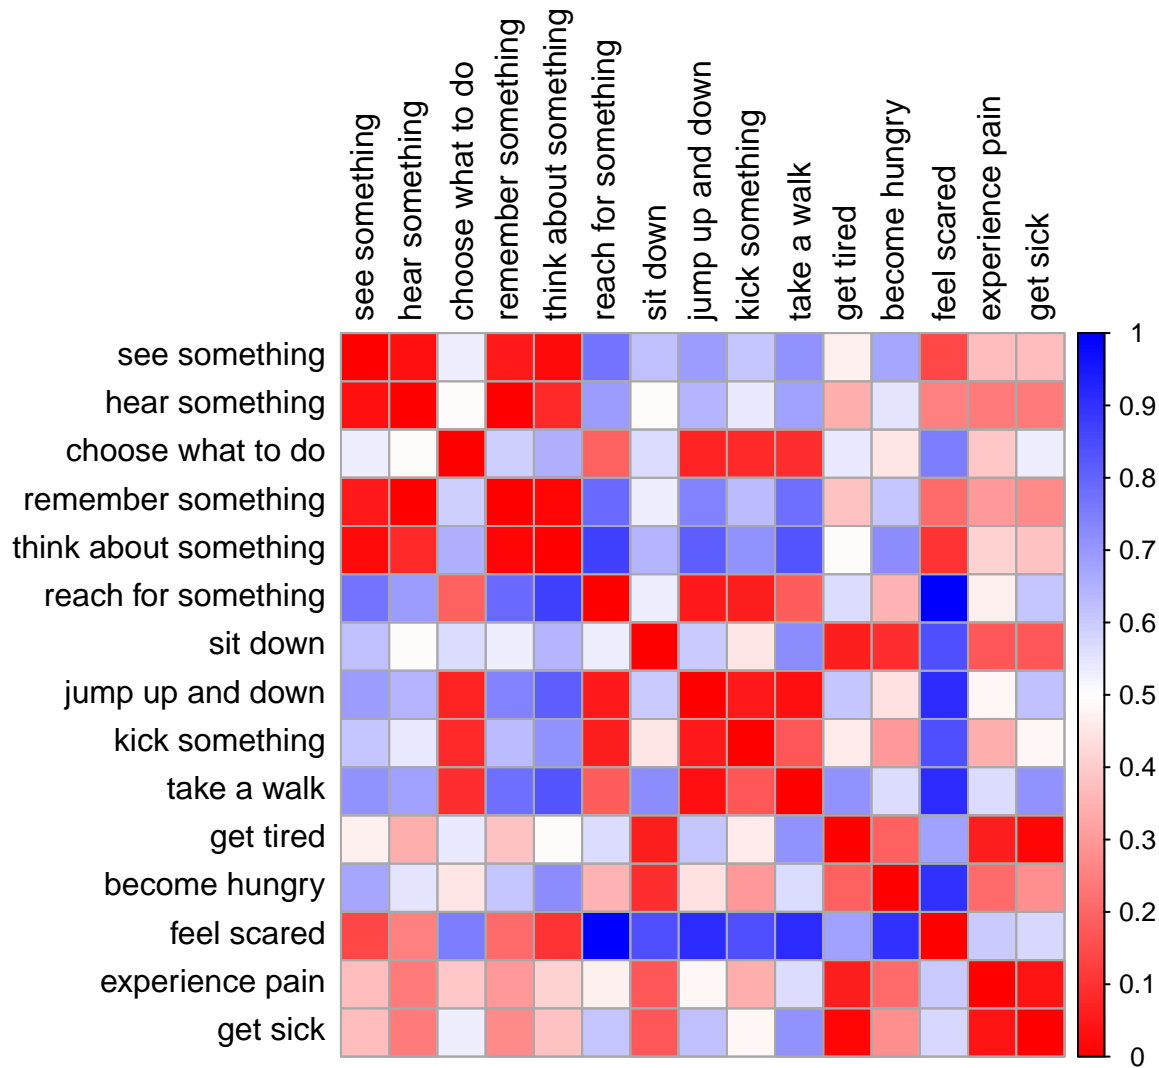 see something
hear something
choose what to do
remember something
think about something
reach for something
sit down
jump up and down
kick something
take a walk
get tired
become hungry
feel scared
experience pain
get sick
see something
hear something
choose what to do
remember something
think about something
reach for something
sit down
jump up and down
kick something
take a walk
get tired
become hungry
feel scared
experience pain
get sick
1
0.9
0.8
0.7
0.6
0.5
0.4
0.3
0.2
0.1
0